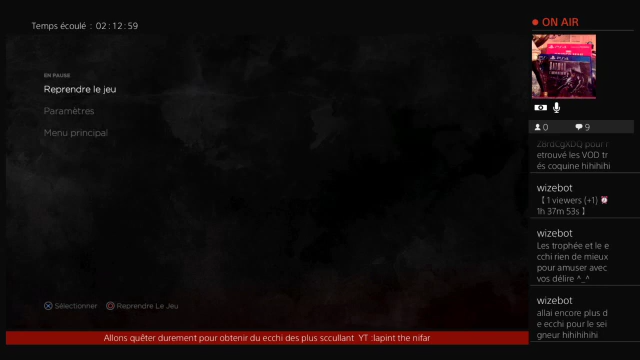 Temps écoulé : 02:12:59
EN PAUSE
Reprendre le jeu
Paramètres
Menu principal
Sélectionner
Reprendre Le Jeu
Allons quêter durement pour obtenir du ecchi des plus sccullant YT :lapint the nifar
ON AIR
PS4
0
9
etrouvé les VOD tr
és coquine hihihihi
wizebot
【 1 viewers (+1)
1h 37m 53s 】
wizebot
Les trophée et le e
cchi rien de mieux
pour amuser avec
vos délire ^_^
wizebot
allai encore plus d
e ecchi pour le sei
gneur hihihihihi